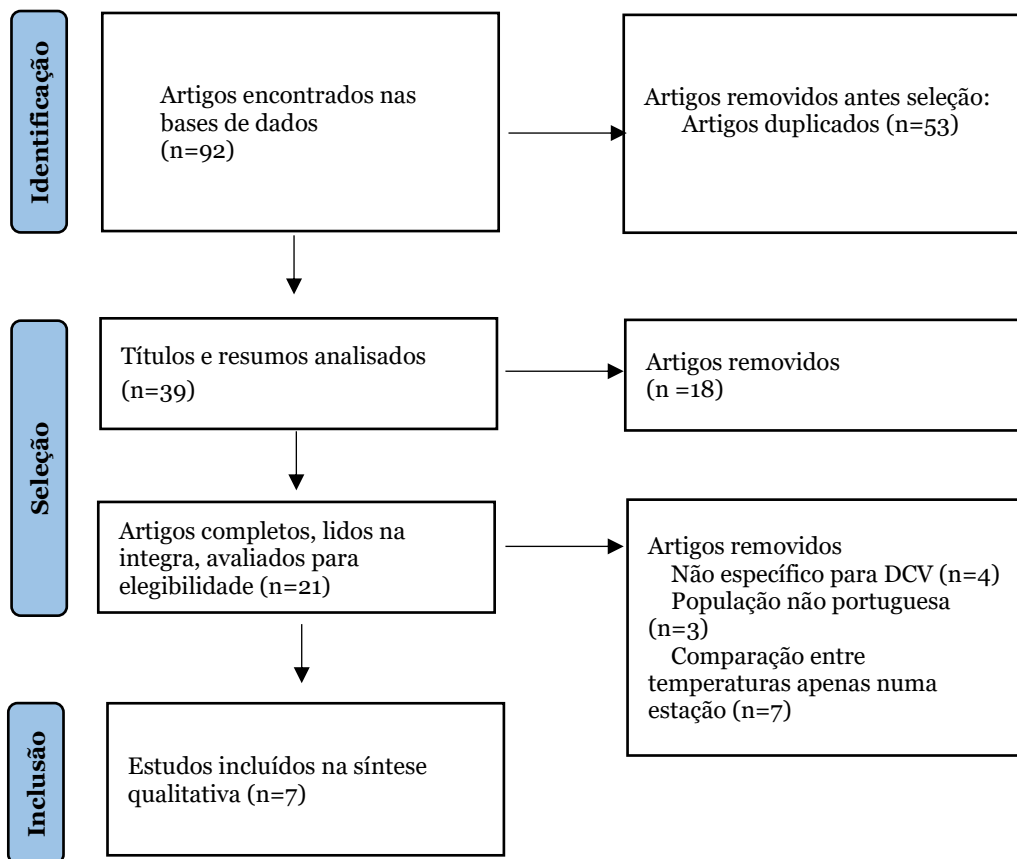 Identificação
Artigos encontrados nas
bases de dados
(n=92)
Artigos removidos antes seleção:
Artigos duplicados (n=53)
Seleção
Títulos e resumos analisados
(n=39)
Artigos removidos
(n =18)
Artigos completos, lidos na
integra, avaliados para
elegibilidade (n=21)
Artigos removidos
Não específico para DCV (n=4)
População não portuguesa
(n=3)
Comparação entre
temperaturas apenas numa
estação (n=7)
Inclusão
Estudos incluídos na síntese
qualitativa (n=7)